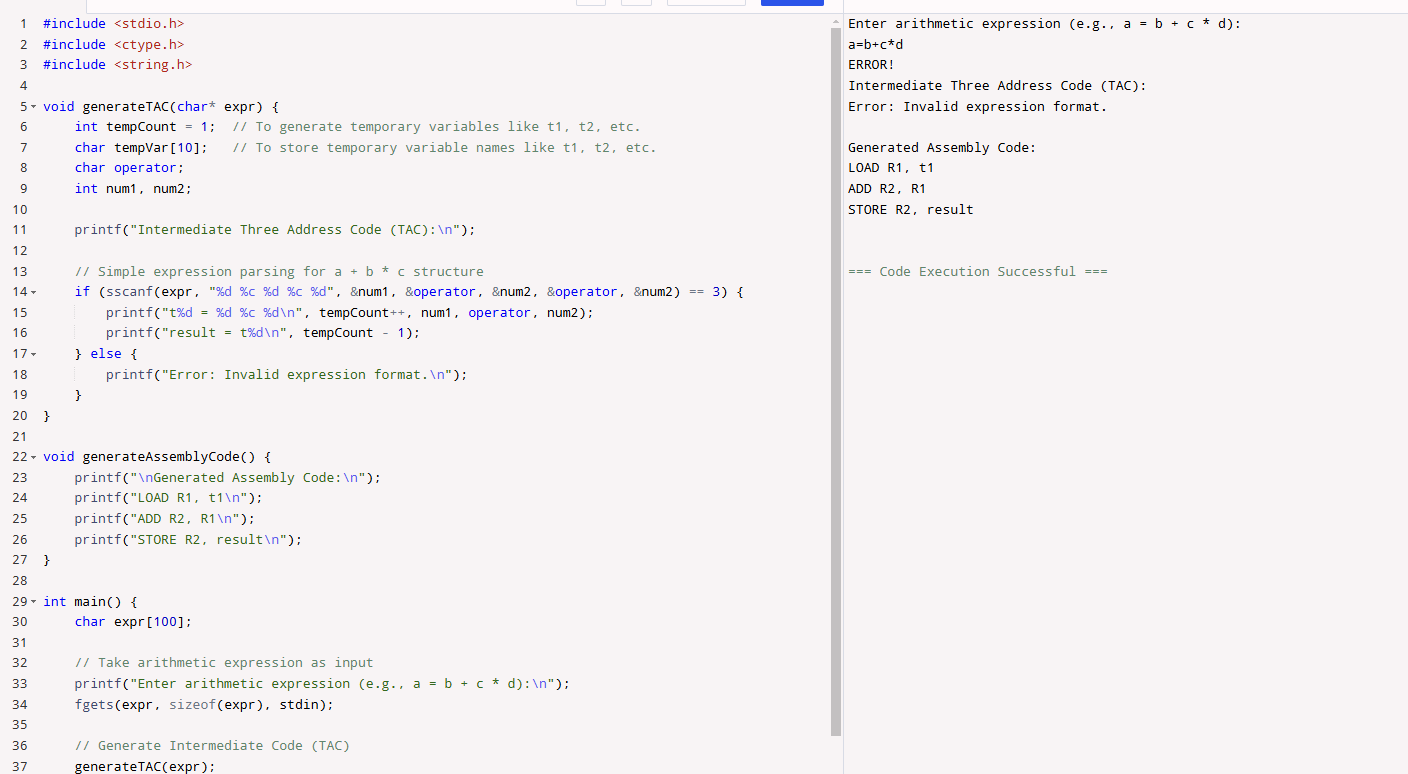 1 #include <stdio.h>
2 #include <ctype.h>
3 #include <string.h>
4
5 void generateTAC(char* expr) {
6     int tempCount = 1;  // To generate temporary variables like t1, t2, etc.
7     char tempVar[10];   // To store temporary variable names like t1, t2, etc.
8     char operator;
9     int num1, num2;
10
11     printf("Intermediate Three Address Code (TAC):\n");
12
13     // Simple expression parsing for a + b * c structure
14     if (sscanf(expr, "%d %c %d %c %d", &num1, &operator, &num2, &operator, &num2) == 3) {
15         printf("t%d = %d %c %d\n", tempCount++, num1, operator, num2);
16         printf("result = t%d\n", tempCount - 1);
17     } else {
18         printf("Error: Invalid expression format.\n");
19     }
20 }
21
22 void generateAssemblyCode() {
23     printf("\nGenerated Assembly Code:\n");
24     printf("LOAD R1, t1\n");
25     printf("ADD R2, R1\n");
26     printf("STORE R2, result\n");
27 }
28
29 int main() {
30     char expr[100];
31
32     // Take arithmetic expression as input
33     printf("Enter arithmetic expression (e.g., a = b + c * d):\n");
34     fgets(expr, sizeof(expr), stdin);
35
36     // Generate Intermediate Code (TAC)
37     generateTAC(expr);
Enter arithmetic expression (e.g., a = b + c * d):
a=b+c*d
ERROR!
Intermediate Three Address Code (TAC):
Error: Invalid expression format.

Generated Assembly Code:
LOAD R1, t1
ADD R2, R1
STORE R2, result

=== Code Execution Successful ===